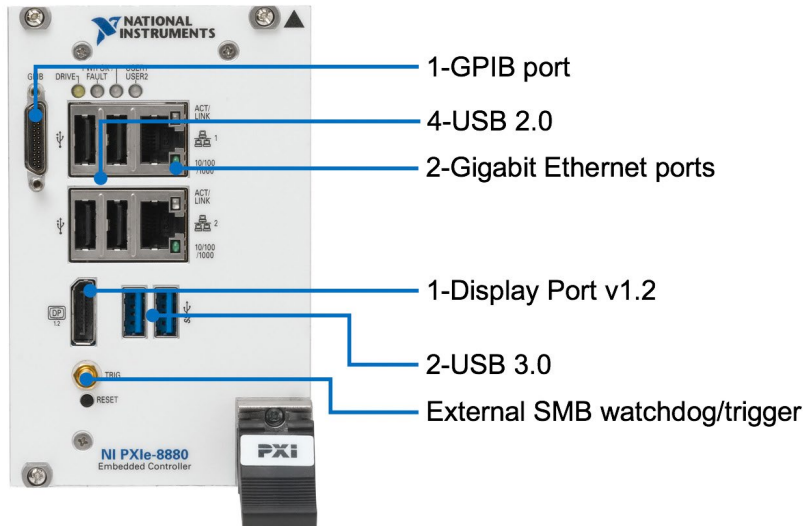 NATIONAL
INSTRUMENTS
GPIB
DRIVE
PWR OK /
FAULT
USER1
USER2
ACT/
LINK
1
10/100
/1000
ACT/
LINK
2
10/100
/1000
DP
1.2
SS
TRIG
RESET
NI PXIe-8880
Embedded Controller
PXI
1-GPIB port
4-USB 2.0
2-Gigabit Ethernet ports
1-Display Port v1.2
2-USB 3.0
External SMB watchdog/trigger